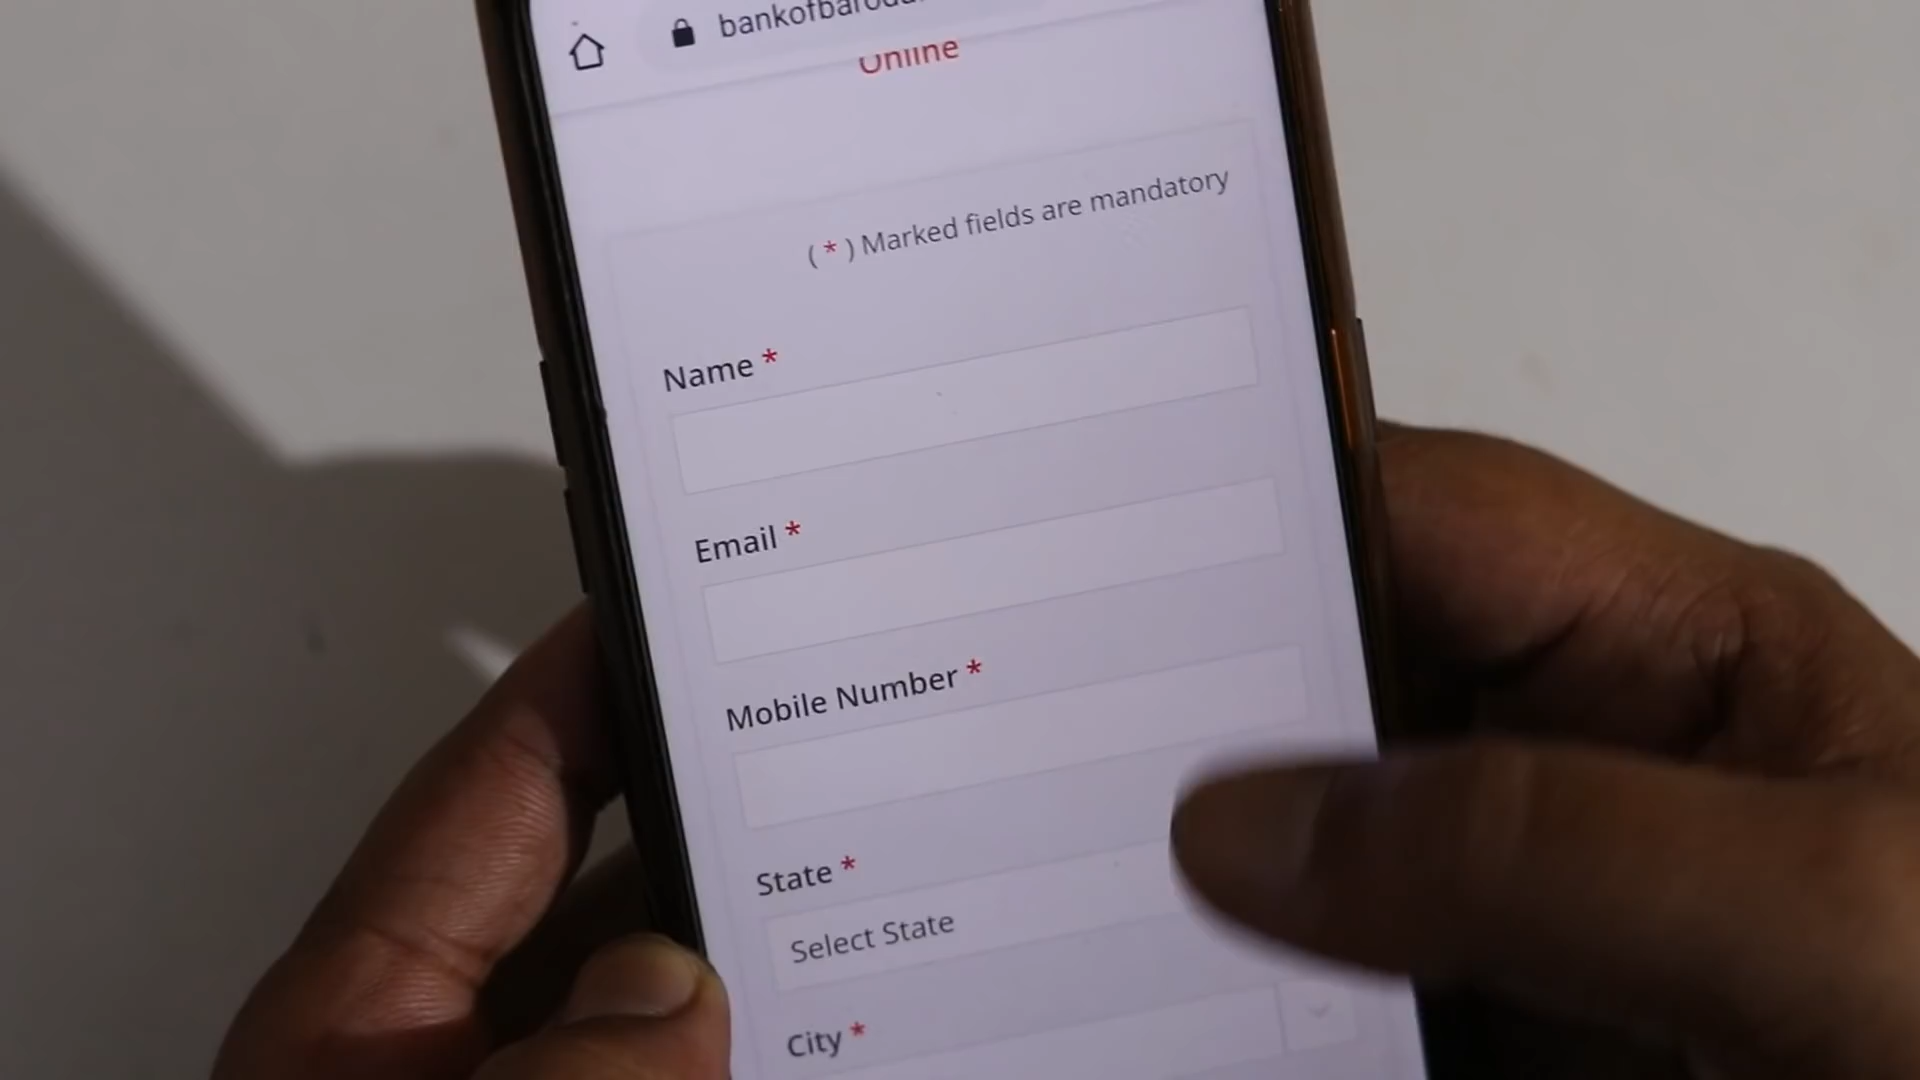 Online
( * ) Marked fields are mandatory
Name *
Email *
Mobile Number *
State *
Select State
City *